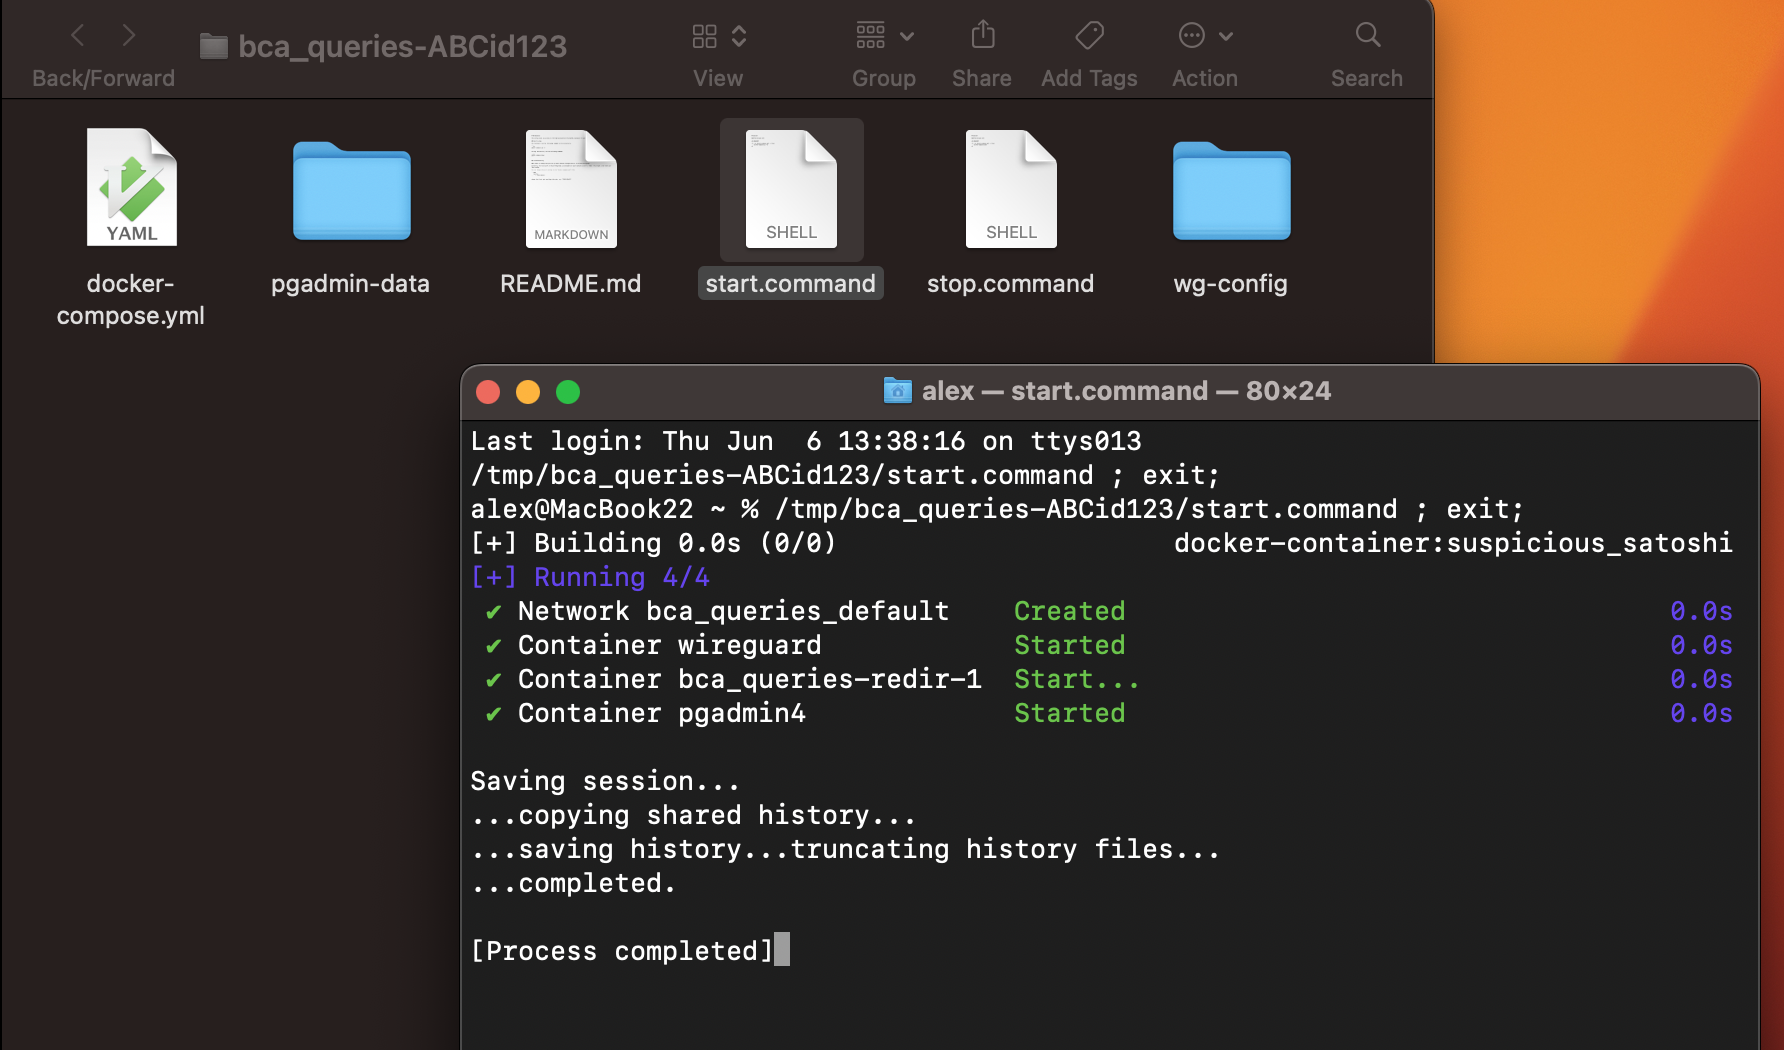 bca_queries-ABCid123
Back/Forward
View
Group
Share
Add Tags
Action
Search
YAML
MARKDOWN
SHELL
SHELL
docker-
compose.yml
pgadmin-data
README.md
start.command
stop.command
wg-config
alex — start.command — 80×24
Last login: Thu Jun  6 13:38:16 on ttys013
/tmp/bca_queries-ABCid123/start.command ; exit;
alex@MacBook22 ~ % /tmp/bca_queries-ABCid123/start.command ; exit;
[+] Building 0.0s (0/0) docker-container:suspicious_satoshi
[+] Running 4/4
✔ Network bca_queries_default Created 0.0s
✔ Container wireguard Started 0.0s
✔ Container bca_queries-redir-1 Start... 0.0s
✔ Container pgadmin4 Started 0.0s
Saving session...
...copying shared history...
...saving history...truncating history files...
...completed.
[Process completed]